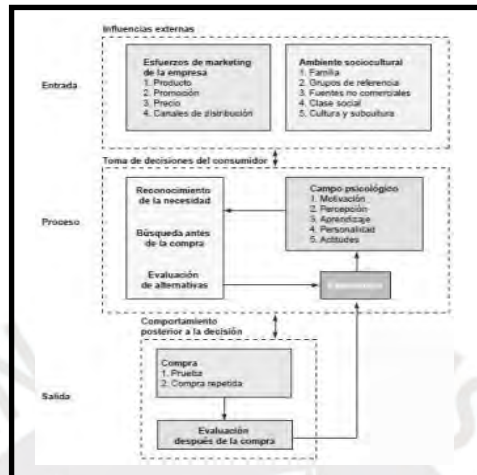 Influencias externas
Entrada
Esfuerzos de marketing
de la empresa
1. Producto
2. Promoción
3. Precio
4. Canales de distribución
Ambiente sociocultural
1. Familia
2. Grupos de referencia
3. Fuentes no comerciales
4. Clase social
5. Cultura y subcultura
Toma de decisiones del consumidor
Proceso
Reconocimiento
de la necesidad
Búsqueda antes
de la compra
Evaluación
de alternativas
Campo psicológico
1. Motivación
2. Percepción
3. Aprendizaje
4. Personalidad
5. Actitudes
Comportamiento
posterior a la decisión
Salida
Compra
1. Prueba
2. Compra repetida
Evaluación
después de la compra